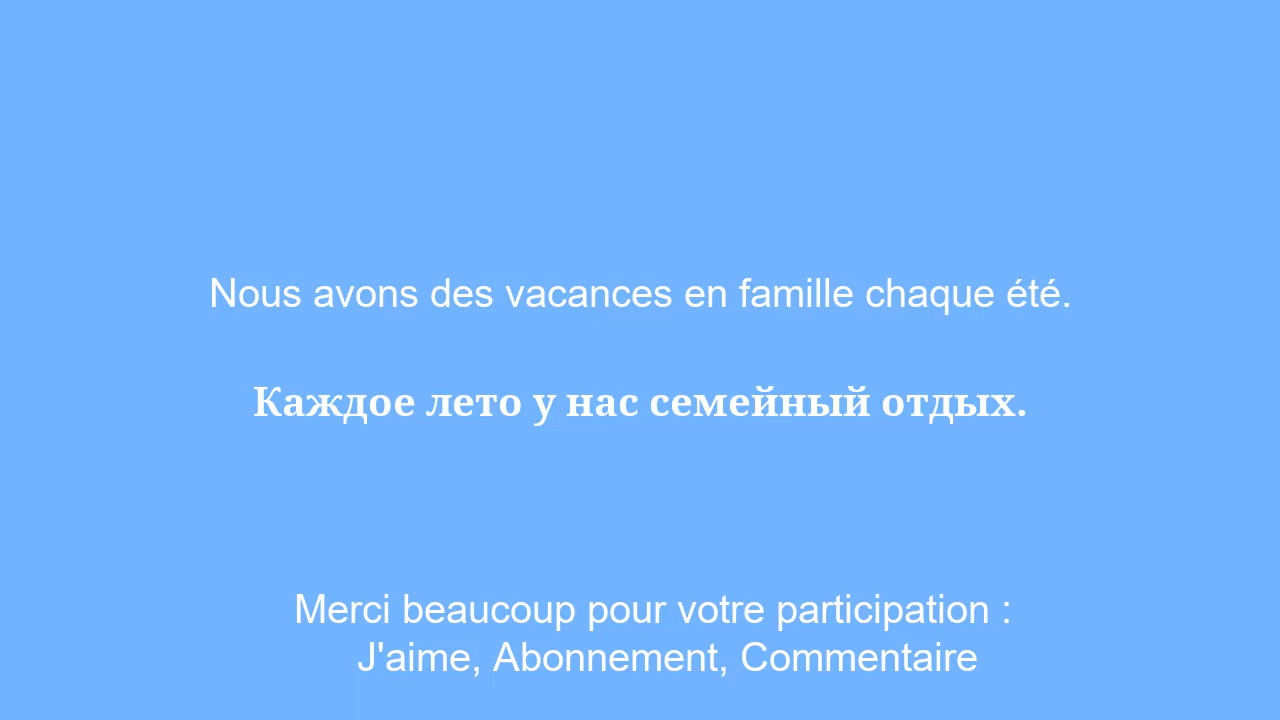 Nous avons des vacances en famille chaque été.
Каждое лето у нас семейный отдых.
Merci beaucoup pour votre participation :
J'aime, Abonnement, Commentaire